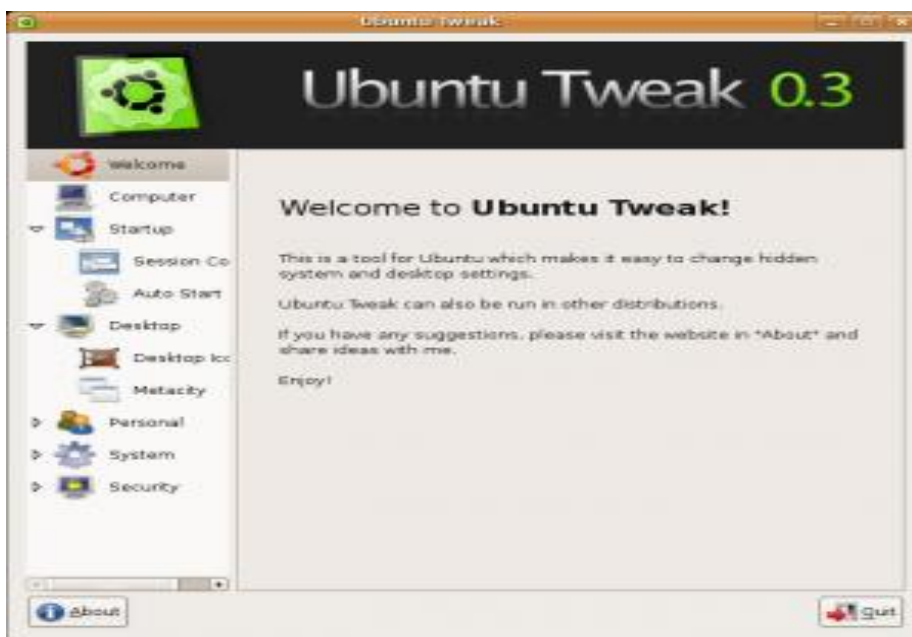 Ubuntu Tweak
Ubuntu Tweak 0.3
Welcome
Computer
Startup
Session Co
Auto Start
Desktop
Desktop Ico
Metacity
Personal
System
Security
Welcome to Ubuntu Tweak!
This is a tool for Ubuntu which makes it easy to change hidden
system and desktop settings.
Ubuntu Tweak can also be run in other distributions.
If you have any suggestions, please visit the website in "About" and
share ideas with me.
Enjoy!
About
Quit